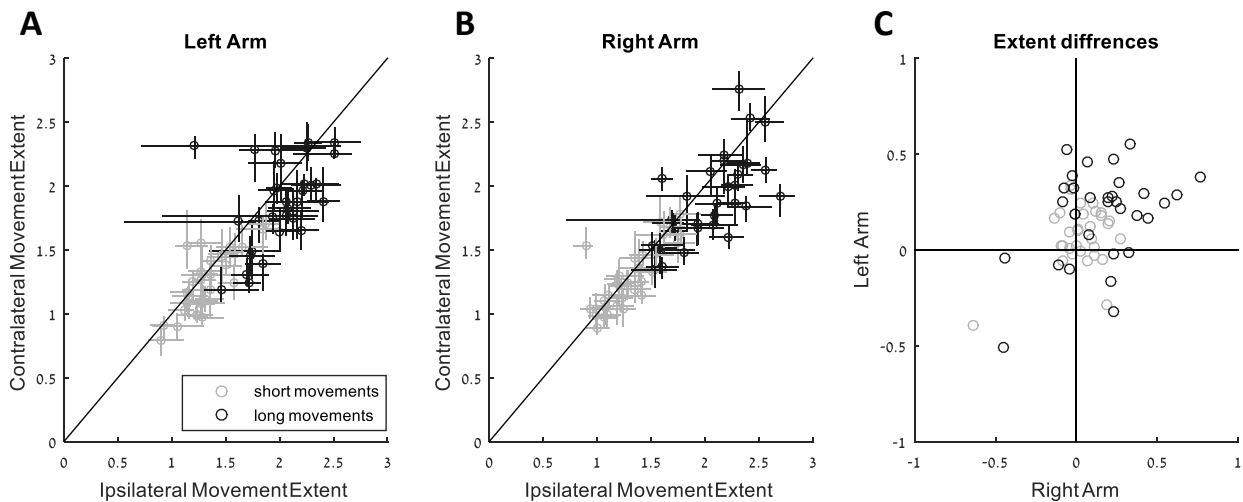 A
Left Arm
Contralateral Movement Extent
3
2.5
2
1.5
1
0.5
0
short movements
long movements
0 0.5 1 1.5 2 2.5 3
Ipsilateral Movement Extent
B
Right Arm
Contralateral Movement Extent
3
2.5
2
1.5
1
0.5
0
0 0.5 1 1.5 2 2.5 3
Ipsilateral Movement Extent
C
Extent diffrences
Left Arm
1
0.5
0
-0.5
-1
-1 -0.5 0 0.5 1
Right Arm